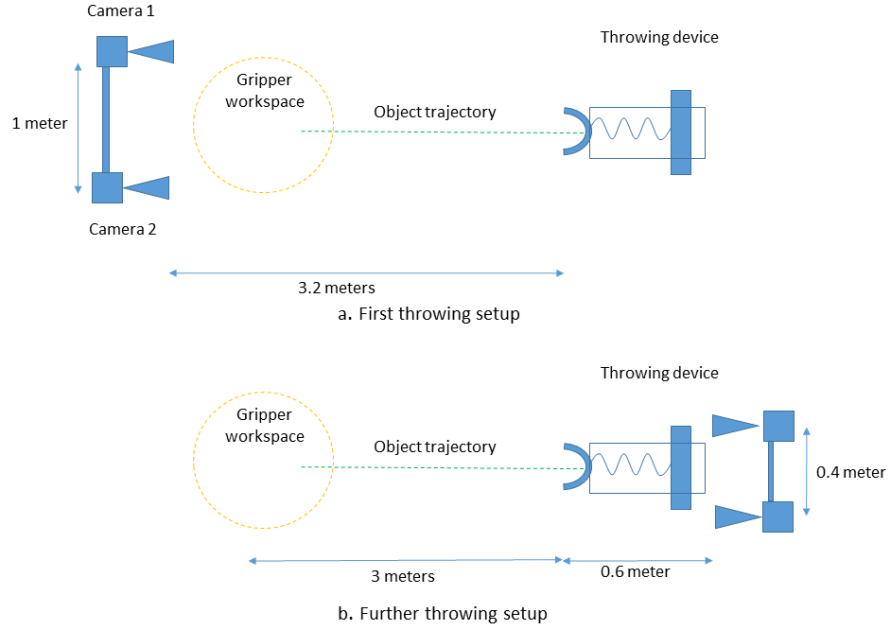 Camera 1
Throwing device
Gripper
workspace
Object trajectory
1 meter
Camera 2
3.2 meters
a. First throwing setup
Throwing device
Gripper
workspace
Object trajectory
0.4 meter
3 meters
0.6 meter
b. Further throwing setup